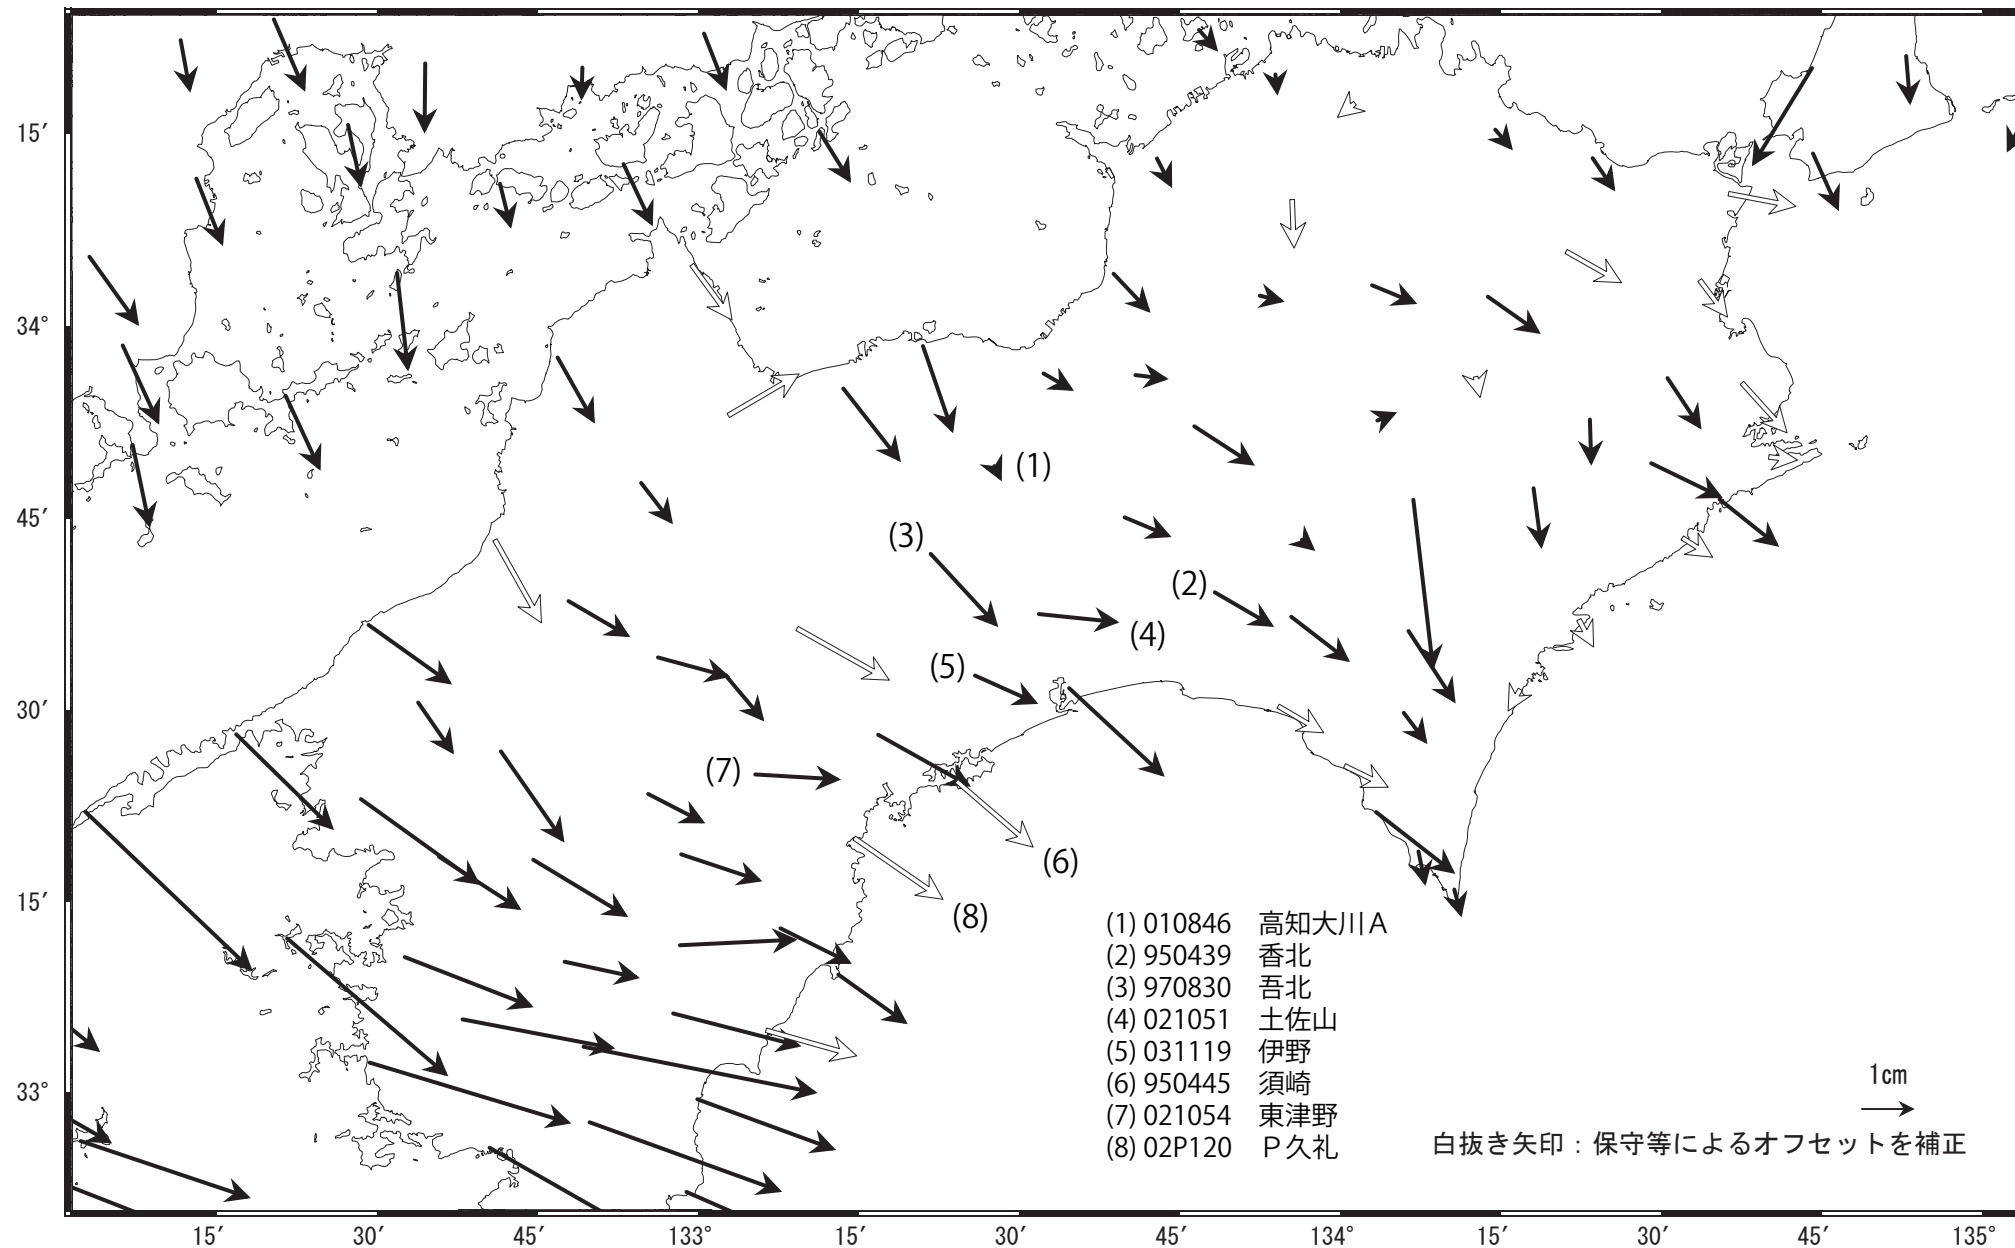 15′
34°
(1)
45′
(3)
(2)
(4)
(5)
30′
(7)
(6)
15′
(8)
(1) 010846 高知大川A
(2) 950439 香北
(3) 970830 吾北
(4) 021051 土佐山
(5) 031119 伊野
(6) 950445 須崎
(7) 021054 東津野
(8) 02P120 P久礼
33°
1cm
白抜き矢印：保守等によるオフセットを補正
15′ 30′ 45′ 133° 15′ 30′ 45′ 134° 15′ 30′ 45′ 135°